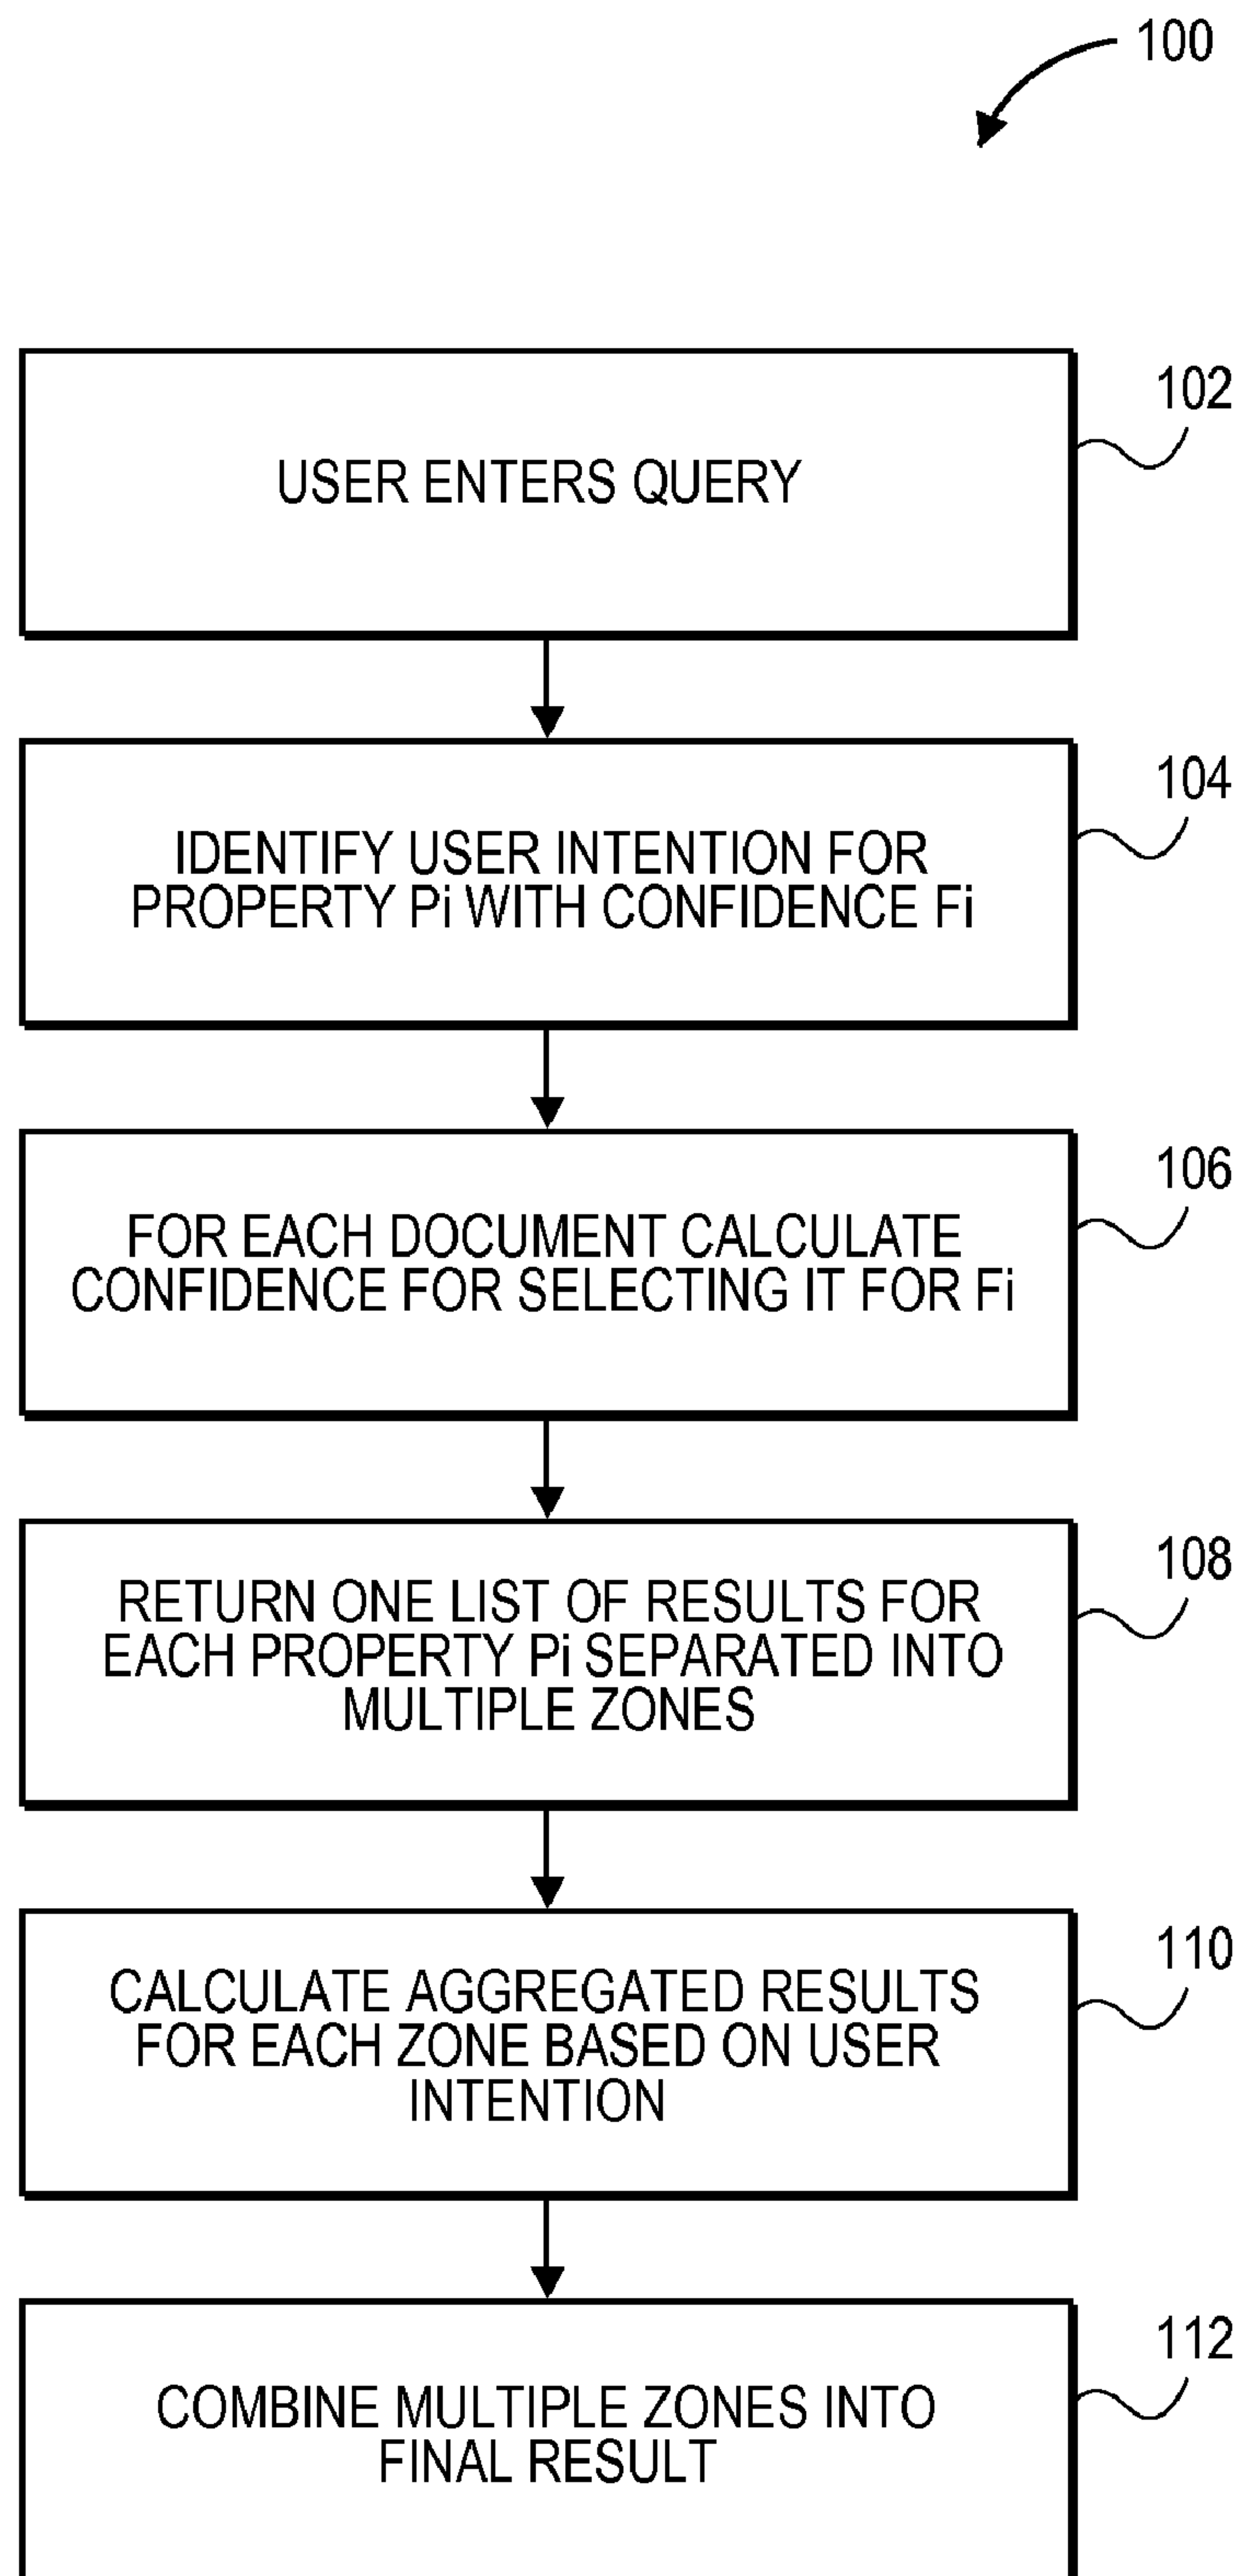 100
102
USER ENTERS QUERY
104
IDENTIFY USER INTENTION FOR
PROPERTY Pi WITH CONFIDENCE Fi
106
FOR EACH DOCUMENT CALCULATE
CONFIDENCE FOR SELECTING IT FOR Fi
108
RETURN ONE LIST OF RESULTS FOR
EACH PROPERTY Pi SEPARATED INTO
MULTIPLE ZONES
110
CALCULATE AGGREGATED RESULTS
FOR EACH ZONE BASED ON USER
INTENTION
112
COMBINE MULTIPLE ZONES INTO
FINAL RESULT